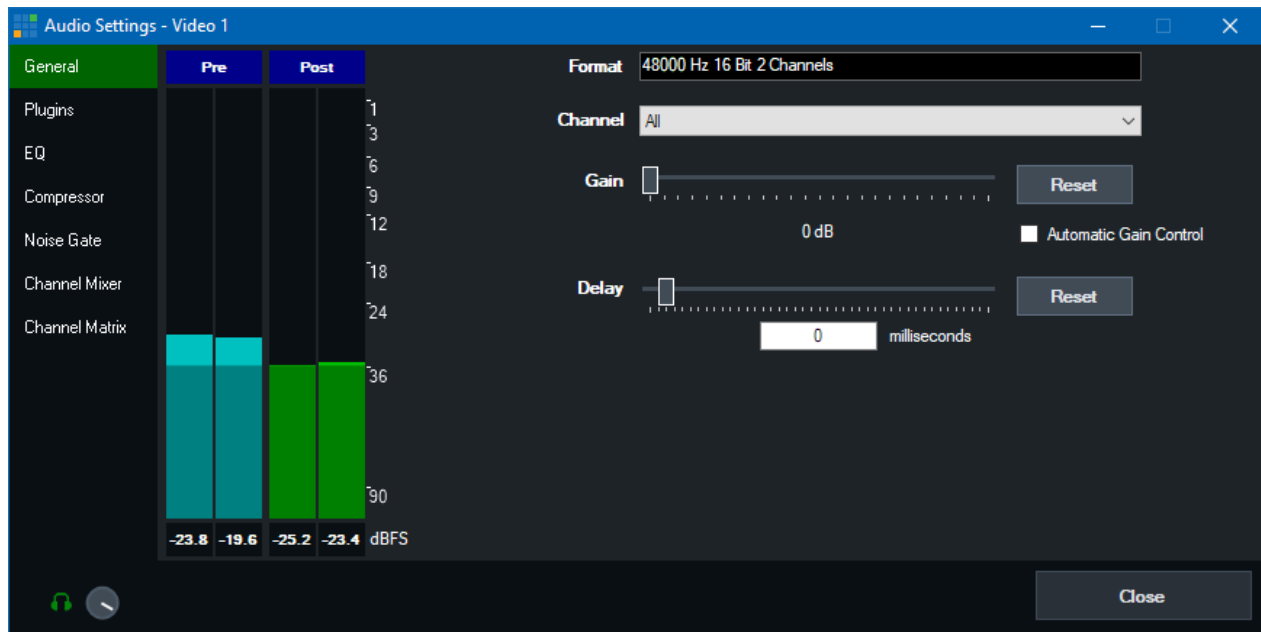 Audio Settings - Video 1
General
Plugins
EQ
Compressor
Noise Gate
Channel Mixer
Channel Matrix
Pre Post
1
3
6
9
12
18
24
36
90
-23.8 -19.6 -25.2 -23.4 dBFS
Format 48000 Hz 16 Bit 2 Channels
Channel All
Gain Reset
0 dB Automatic Gain Control
Delay Reset
0 milliseconds
Close